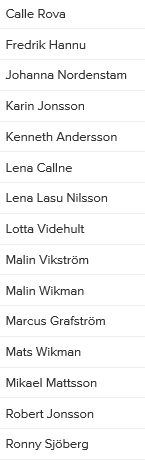 Calle Rova
Fredrik Hannu
Johanna Nordenstam
Karin Jonsson
Kenneth Andersson
Lena Callne
Lena Lasu Nilsson
Lotta Videhult
Malin Vikström
Malin Wikman
Marcus Grafström
Mats Wikman
Mikael Mattsson
Robert Jonsson
Ronny Sjöberg